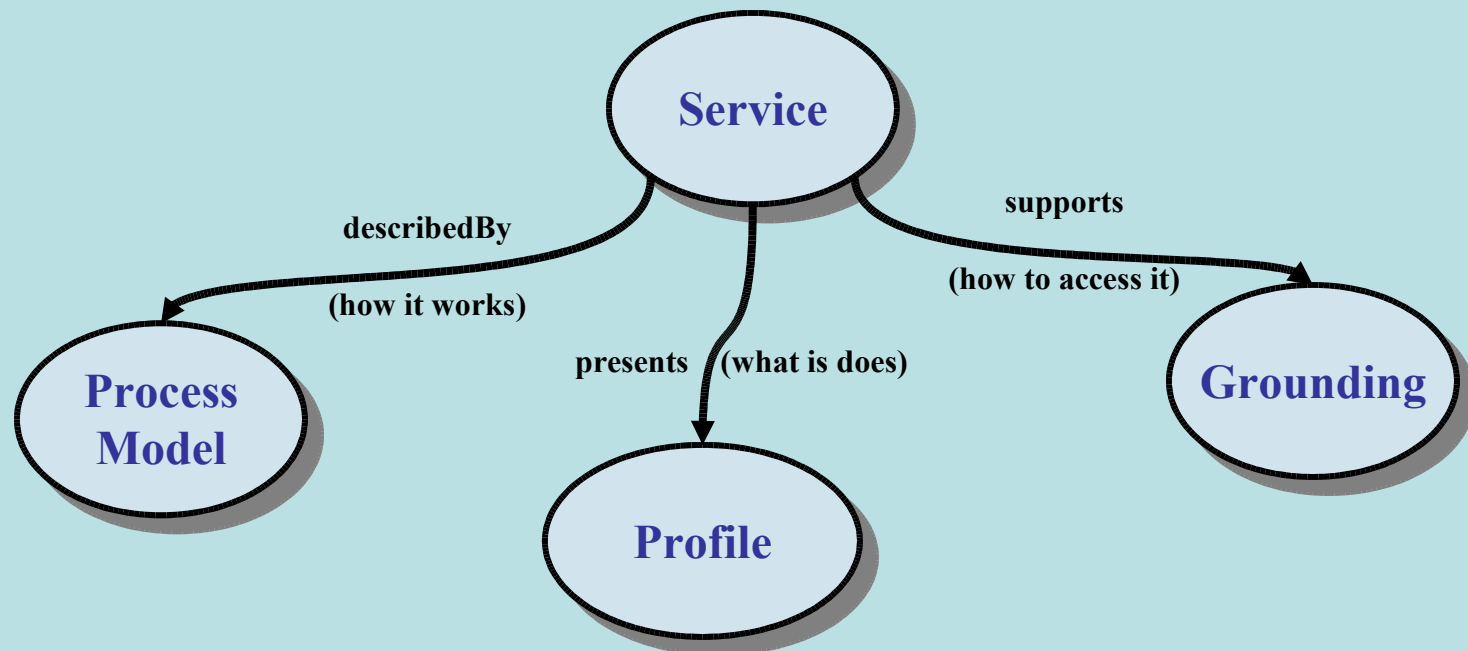 Service
describedBy
(how it works)
supports
(how to access it)
presents (what is does)
Process
Model
Profile
Grounding